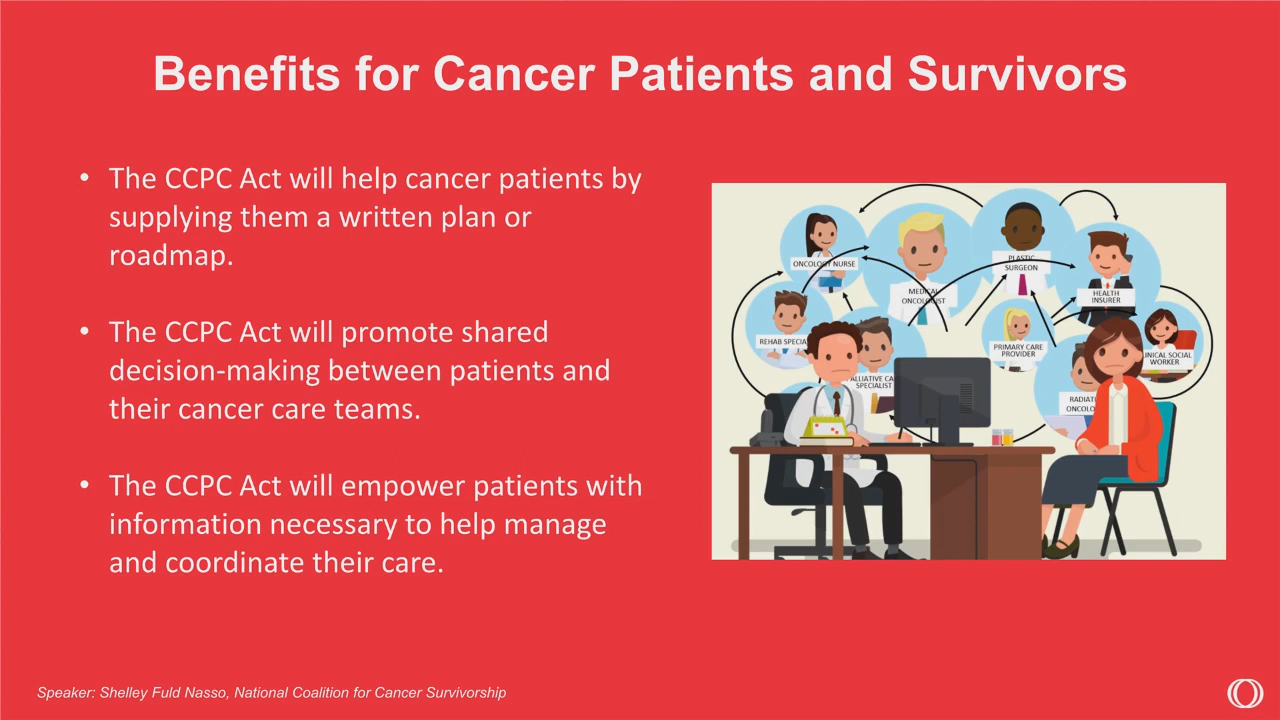 Benefits for Cancer Patients and Survivors
• The CCPC Act will help cancer patients by
supplying them a written plan or
roadmap.
• The CCPC Act will promote shared
decision-making between patients and
their cancer care teams.
• The CCPC Act will empower patients with
information necessary to help manage
and coordinate their care.
ONCOLOGY NURSE
MEDICAL
ONCOLOGIST
PLASTIC
SURGEON
HEALTH
INSURER
REHAB
PRIMARY CARE
PROVIDER
SOCIAL
WORKER
SPECIALIST
Speaker: Shelley Fuld Nasso, National Coalition for Cancer Survivorship